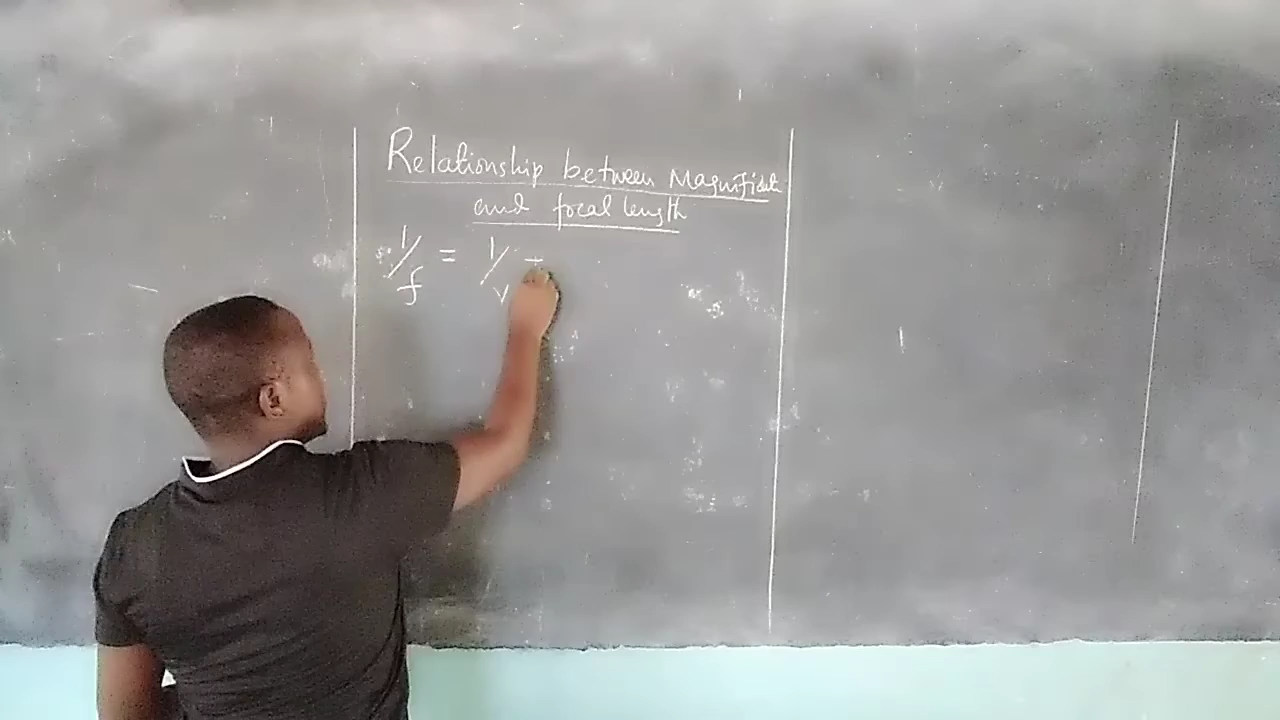 Relationship between Magnification
and focal length
1/f = 1/v +